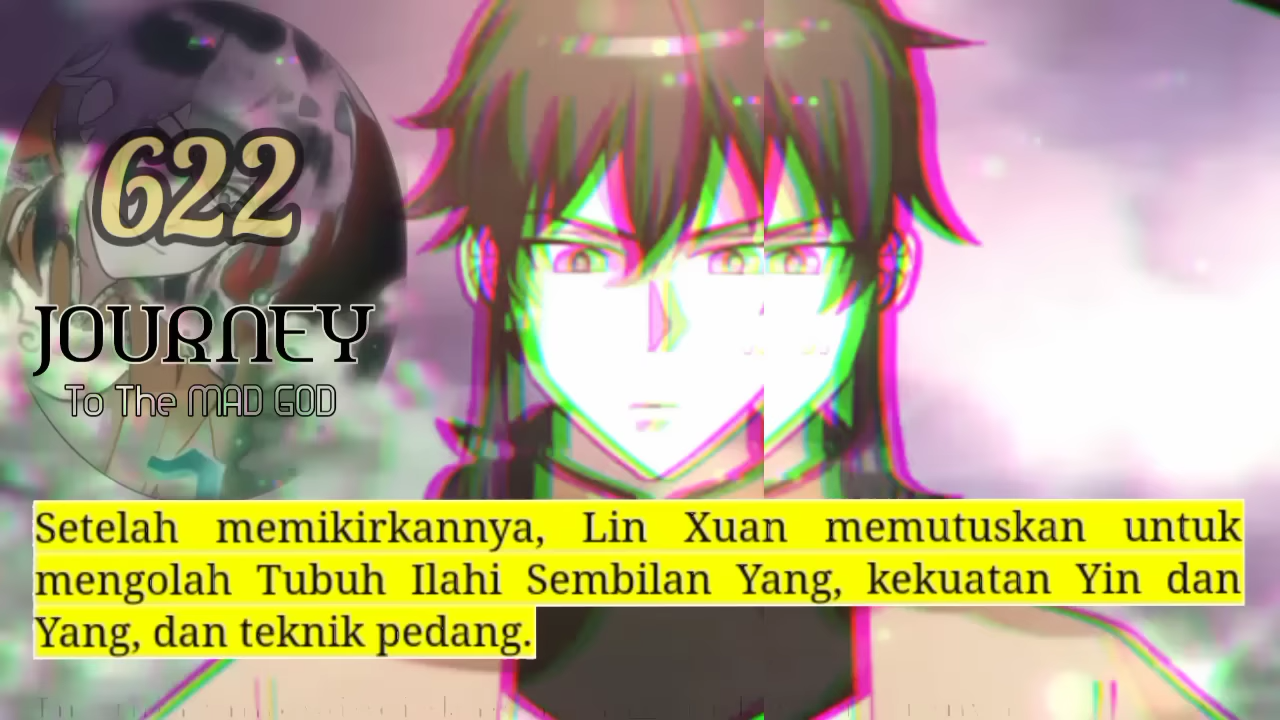 622
JOURNEY
To The MAD GOD
Setelah memikirkannya, Lin Xuan memutuskan untuk
mengolah Tubuh Ilahi Sembilan Yang, kekuatan Yin dan
Yang, dan teknik pedang.